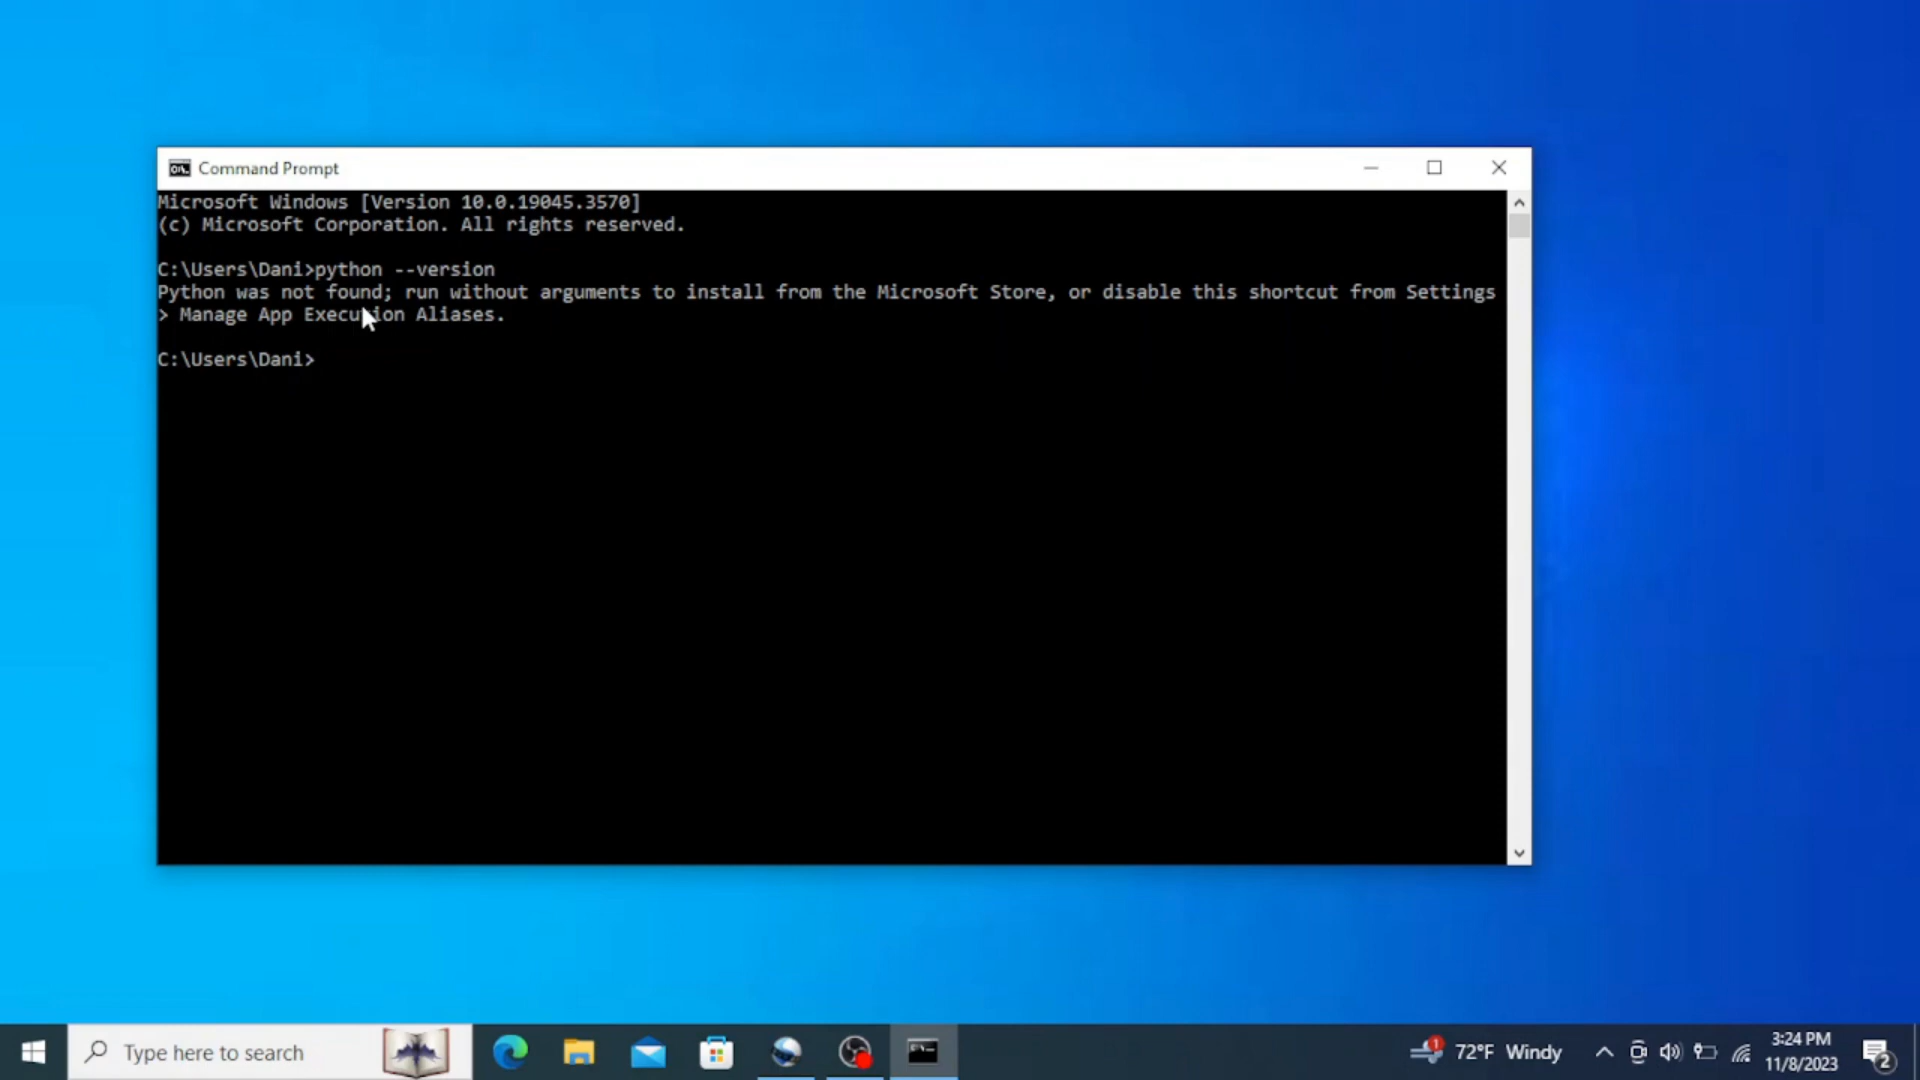 Command Prompt
Microsoft Windows [Version 10.0.19045.3570]
(c) Microsoft Corporation. All rights reserved.
C:\Users\Dani>python --version
Python was not found; run without arguments to install from the Microsoft Store, or disable this shortcut from Settings
> Manage App Execution Aliases.
C:\Users\Dani>
Type here to search
1
72°F Windy
3:24 PM
11/8/2023
2